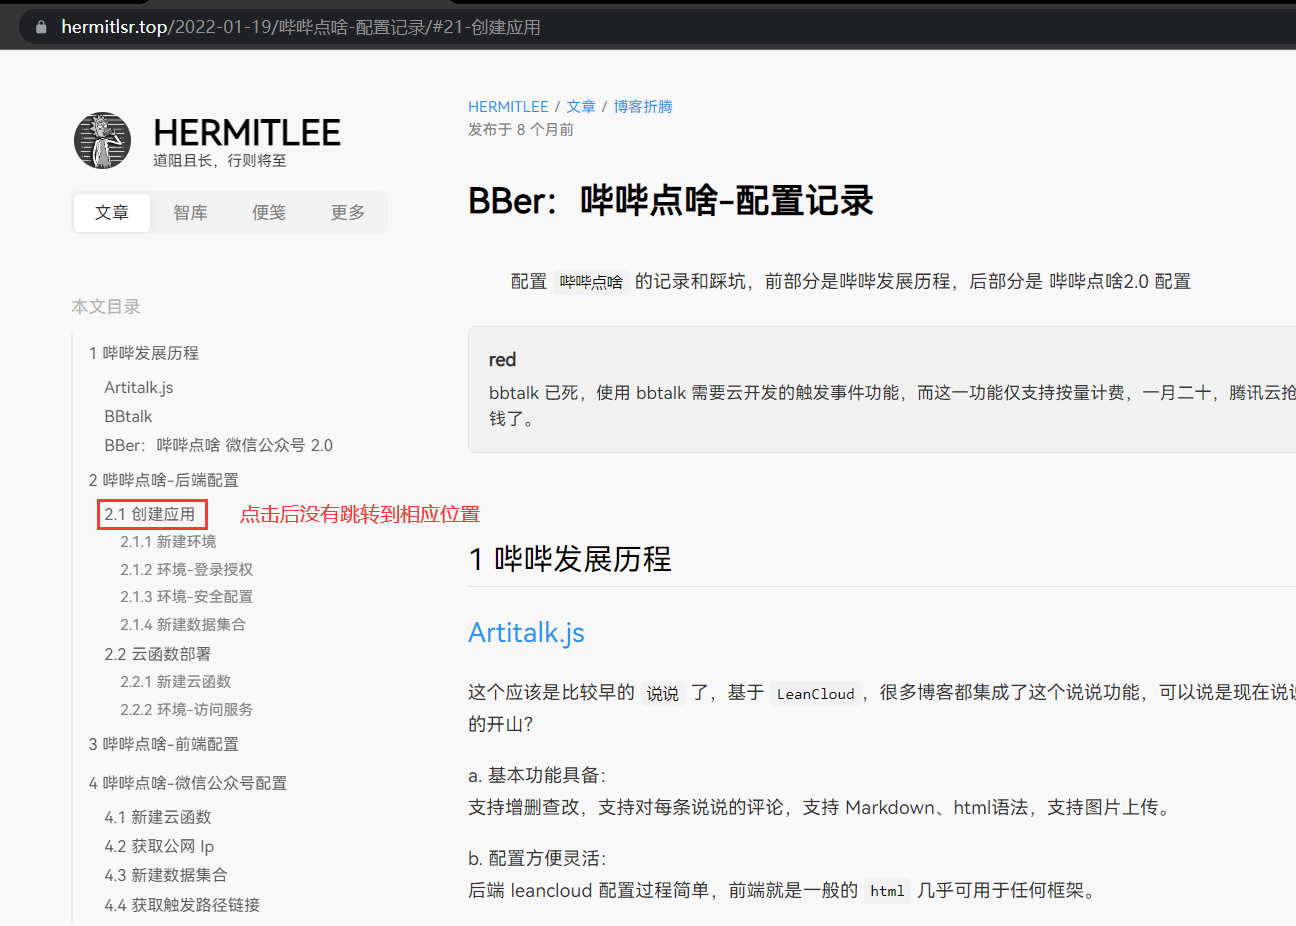 hermitlsr.top/2022-01-19/哔哔点啥-配置记录/#21-创建应用
HERMITLEE
道阻且长，行则将至
文章 智库 便笺 更多
本文目录
1 哔哔发展历程
Artitalk.js
BBtalk
BBer：哔哔点啥 微信公众号 2.0
2 哔哔点啥-后端配置
2.1 创建应用
点击后没有跳转到相应位置
2.1.1 新建环境
2.1.2 环境-登录授权
2.1.3 环境-安全配置
2.1.4 新建数据集合
2.2 云函数部署
2.2.1 新建云函数
2.2.2 环境-访问服务
3 哔哔点啥-前端配置
4 哔哔点啥-微信公众号配置
4.1 新建云函数
4.2 获取公网 Ip
4.3 新建数据集合
4.4 获取触发路径链接
HERMITLEE / 文章 / 博客折腾
发布于 8 个月前
BBer：哔哔点啥-配置记录
配置 哔哔点啥 的记录和踩坑，前部分是哔哔发展历程，后部分是 哔哔点啥2.0 配置
red
bbtalk 已死，使用 bbtalk 需要云开发的触发事件功能，而这一功能仅支持按量计费，一月二十，腾讯云抢
钱了。
1 哔哔发展历程
Artitalk.js
这个应该是比较早的 说说 了，基于 LeanCloud，很多博客都集成了这个说说功能，可以说是现在说说
的开山？
a. 基本功能具备：
支持增删查改，支持对每条说说的评论，支持 Markdown、html语法，支持图片上传。
b. 配置方便灵活：
后端 leancloud 配置过程简单，前端就是一般的 html 几乎可用于任何框架。